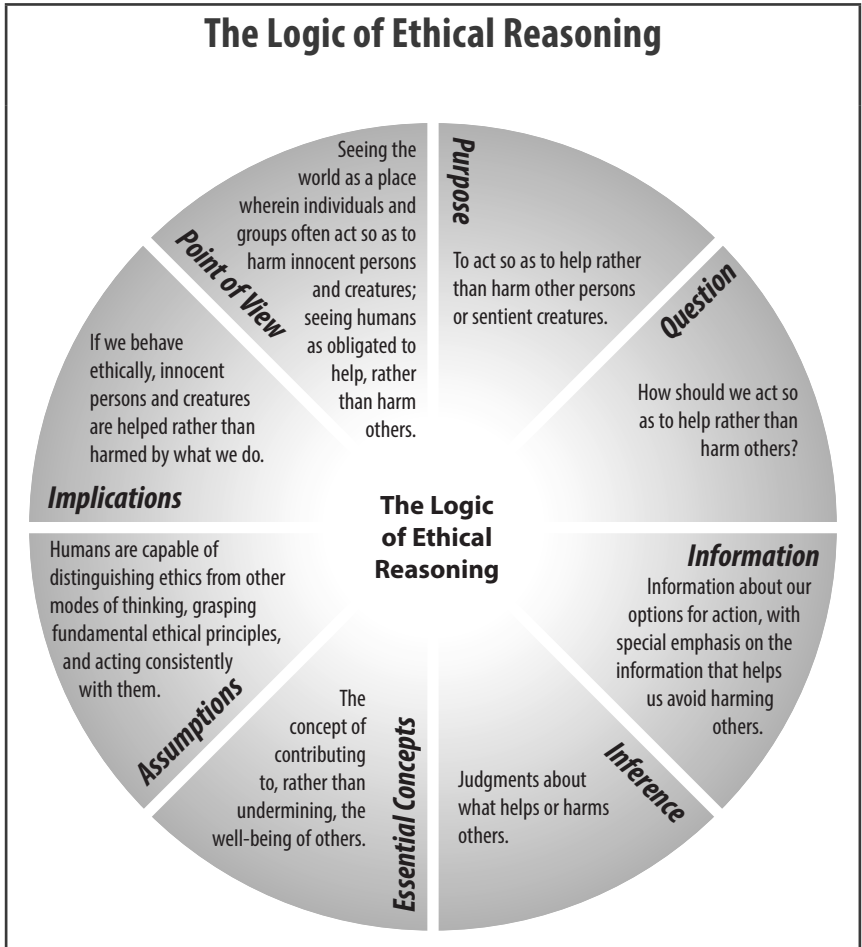 The Logic of Ethical Reasoning
Purpose
To act so as to help rather
than harm other persons
or sentient creatures.
Question
How should we act so
as to help rather than
harm others?
Information
Information about our
options for action, with
special emphasis on the
information that helps
us avoid harming
others.
Inference
Judgments about
what helps or harms
others.
Essential Concepts
The
concept of
contributing
to, rather than
undermining, the
well-being of others.
Assumptions
Humans are capable of
distinguishing ethics from other
modes of thinking, grasping
fundamental ethical principles,
and acting consistently
with them.
Implications
If we behave
ethically, innocent
persons and creatures
are helped rather than
harmed by what we do.
Point of View
Seeing the
world as a place
wherein individuals and
groups often act so as to
harm innocent persons
and creatures;
seeing humans
as obligated to
help, rather
than harm
others.
The Logic
of Ethical
Reasoning